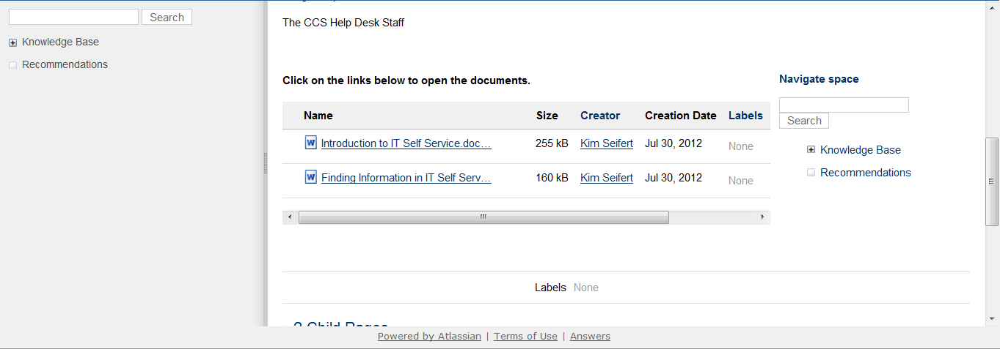 Search
Knowledge Base
Recommendations
The CCS Help Desk Staff
Click on the links below to open the documents.
Name Size Creator Creation Date Labels
Introduction to IT Self Service.doc… 255 kB Kim Seifert Jul 30, 2012 None
Finding Information in IT Self Serv… 160 kB Kim Seifert Jul 30, 2012 None
Navigate space
Search
Knowledge Base
Recommendations
Labels None
2 Child Pages
Powered by Atlassian | Terms of Use | Answers